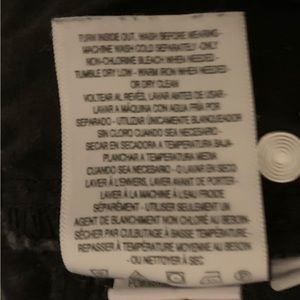 TURN INSIDE OUT, WASH BEFORE WEARING -
MACHINE WASH COLD SEPARATELY - ONLY
NON-CHLORINE BLEACH WHEN NEEDED -
TUMBLE DRY LOW - WARM IRON WHEN NEEDED -
OR DRY CLEAN
VOLTEAR AL REVÉS, LAVAR ANTES DE USAR -
LAVAR A MÁQUINA CON AGUA FRÍA POR
SEPARADO - UTILIZAR ÚNICAMENTE BLANQUEADOR
SIN CLORO CUANDO SEA NECESARIO -
SECAR EN SECADORA A TEMPERATURA BAJA-
PLANCHAR A TEMPERATURA MEDIA
CUANDO SEA NECESARIO - O LAVAR EN SECO
LAVER À L'ENVERS, LAVER AVANT DE PORTER -
LAVER À LA MACHINE À L'EAU FROIDE
SÉPARÉMENT - UTILISER SEULEMENT UN
AGENT DE BLANCHIMENT NON CHLORÉ AU BESOIN -
SÉCHER PAR CULBUTAGE À BASSE TEMPÉRATURE -
REPASSER À TEMPÉRATURE MOYENNE AU BESOIN -
OU NETTOYER À SEC